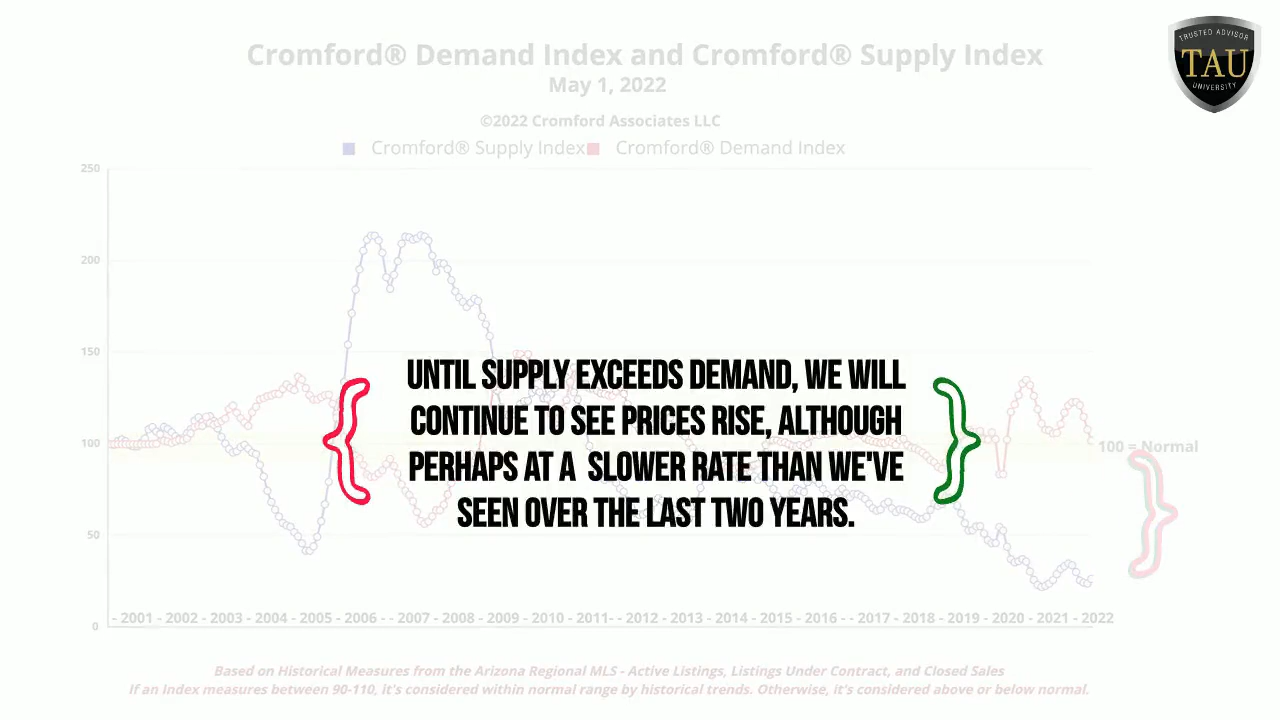 Cromford® Demand Index and Cromford® Supply Index
May 1, 2022
©2022 Cromford Associates LLC
Cromford® Supply Index Cromford® Demand Index
TRUSTED ADVISOR
TAU
UNIVERSITY
250
200
150
100
50
0
100 = Normal
UNTIL SUPPLY EXCEEDS DEMAND, WE WILL
CONTINUE TO SEE PRICES RISE, ALTHOUGH
PERHAPS AT A SLOWER RATE THAN WE'VE
SEEN OVER THE LAST TWO YEARS.
- 2001 - 2002 - 2003 - 2004 - 2005 - 2006 - - 2007 - 2008 - 2009 - 2010 - 2011- - 2012 - 2013 - 2014 - 2015 - 2016 - - 2017 - 2018 - 2019 - 2020 - 2021 - 2022
Based on Historical Measures from the Arizona Regional MLS - Active Listings, Listings Under Contract, and Closed Sales
If an Index measures between 90-110, it's considered within normal range by historical trends. Otherwise, it's considered above or below normal.